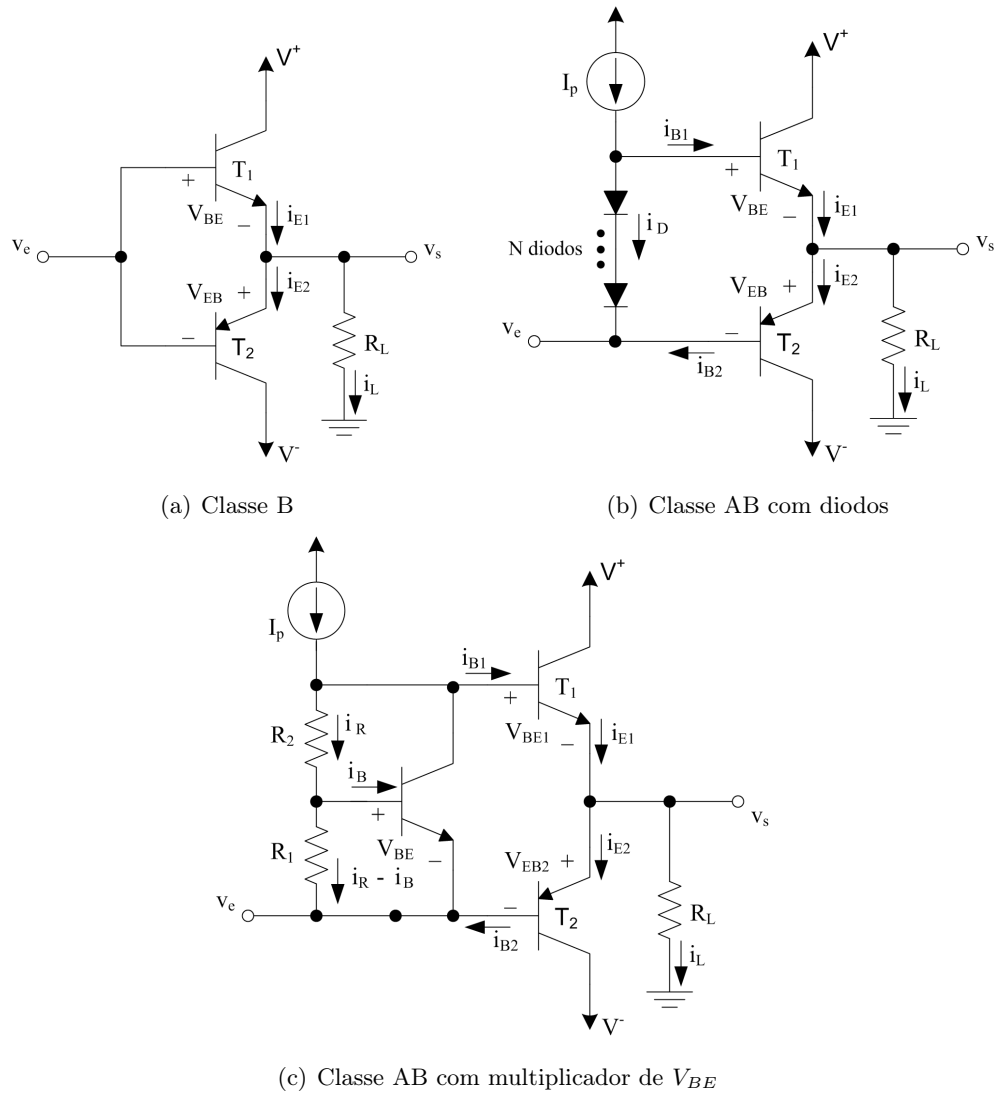 V+
T1
+
VBE
−
iE1
ve
vs
VEB
+
iE2
−
T2
RL
iL
V-
(a) Classe B
Ip
iB1
V+
+
T1
VBE
−
iE1
iD
N diodos
vs
VEB
+
iE2
ve
−
T2
iB2
RL
iL
V-
(b) Classe AB com diodos
Ip
iB1
V+
+
T1
R2
iR
VBE1
−
iE1
iB
+
vs
R1
VBE
−
VEB2
+
iE2
iR - iB
ve
−
T2
iB2
RL
iL
V-
(c) Classe AB com multiplicador de VBE